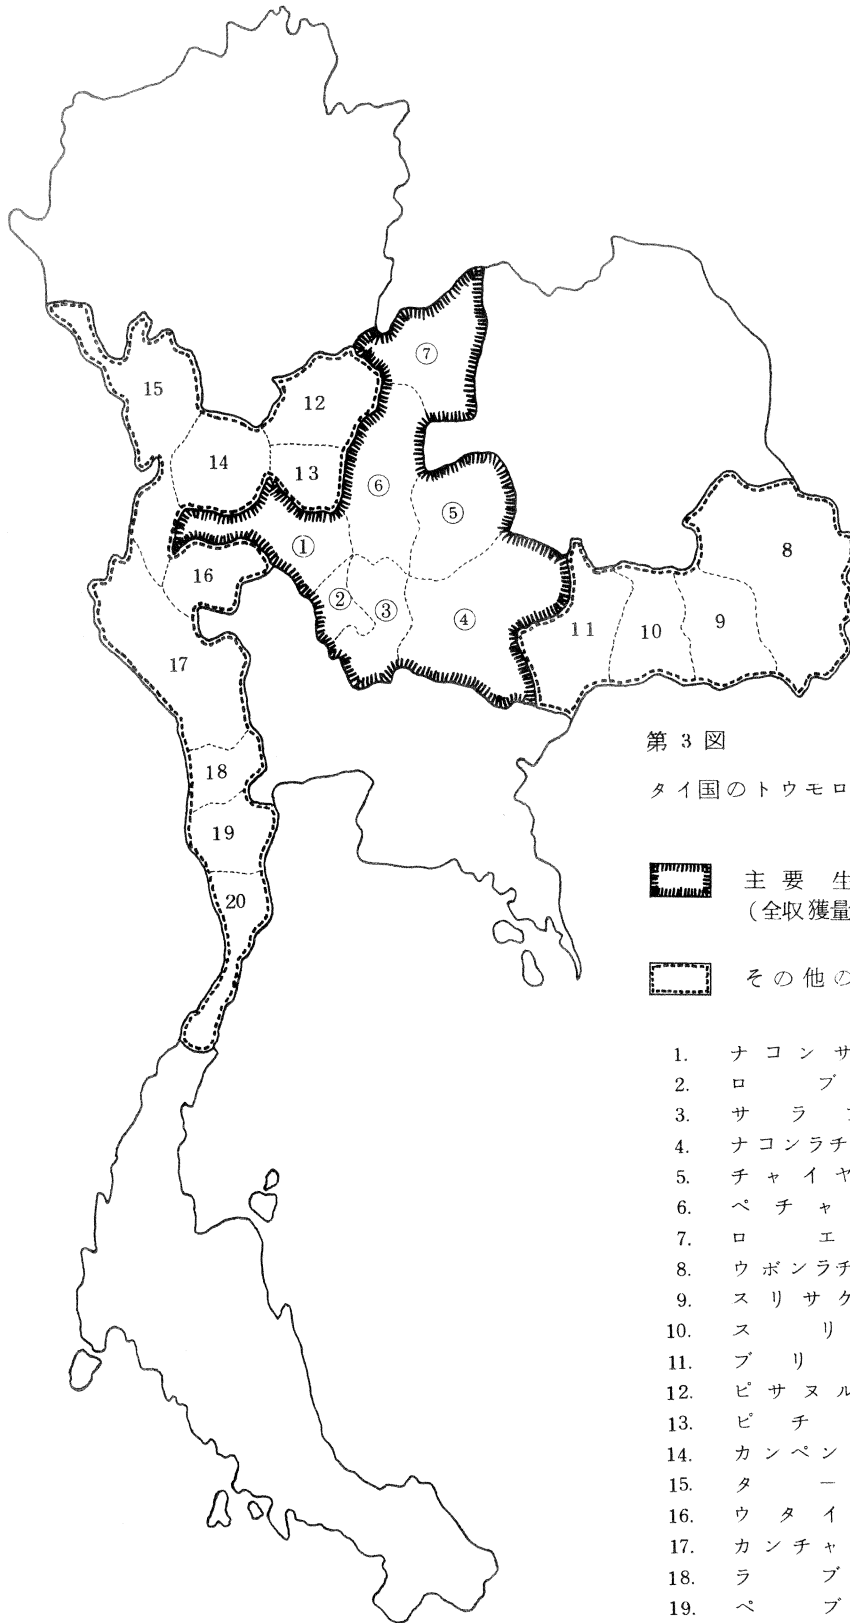 15
12
⑦
14
13
⑥
⑤
①
16
②
③
④
8
11
10
9
17
18
19
20
第3図
タイ国のトウモロ
主要生
(全収獲量
その他の
1. ナコンサ
2. ロブ
3. サラ
4. ナコンラチ
5. チャイヤ
6. ペチャ
7. ロエ
8. ウボンラチ
9. スリサク
10. スリ
11. ブリ
12. ピサヌル
13. ピチ
14. カンペン
15. ター
16. ウタイ
17. カンチャ
18. ラブ
19. ペブ